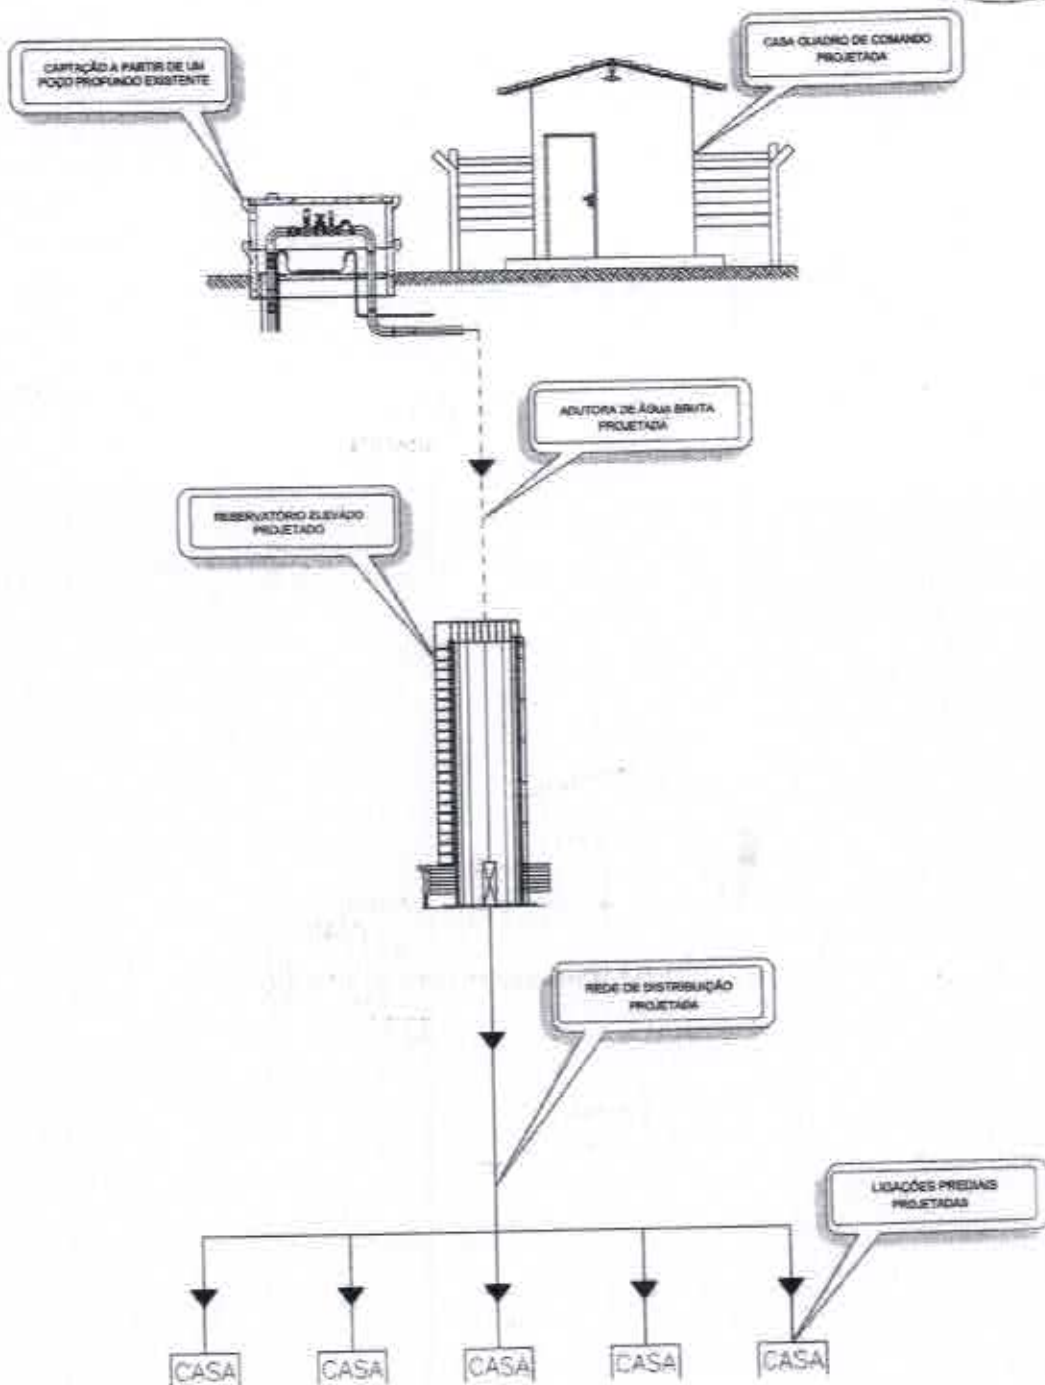 CAPTAÇÃO A PARTIR DE UM
POÇO PROFUNDO EXISTENTE
CASA QUADRO DE COMANDO
PROJETADA
ADUTORA DE ÁGUA BRUTA
PROJETADA
RESERVATÓRIO ELEVADO
PROJETADO
REDE DE DISTRIBUIÇÃO
PROJETADA
LIGAÇÕES PREDIAIS
PROJETADAS
CASA
CASA
CASA
CASA
CASA